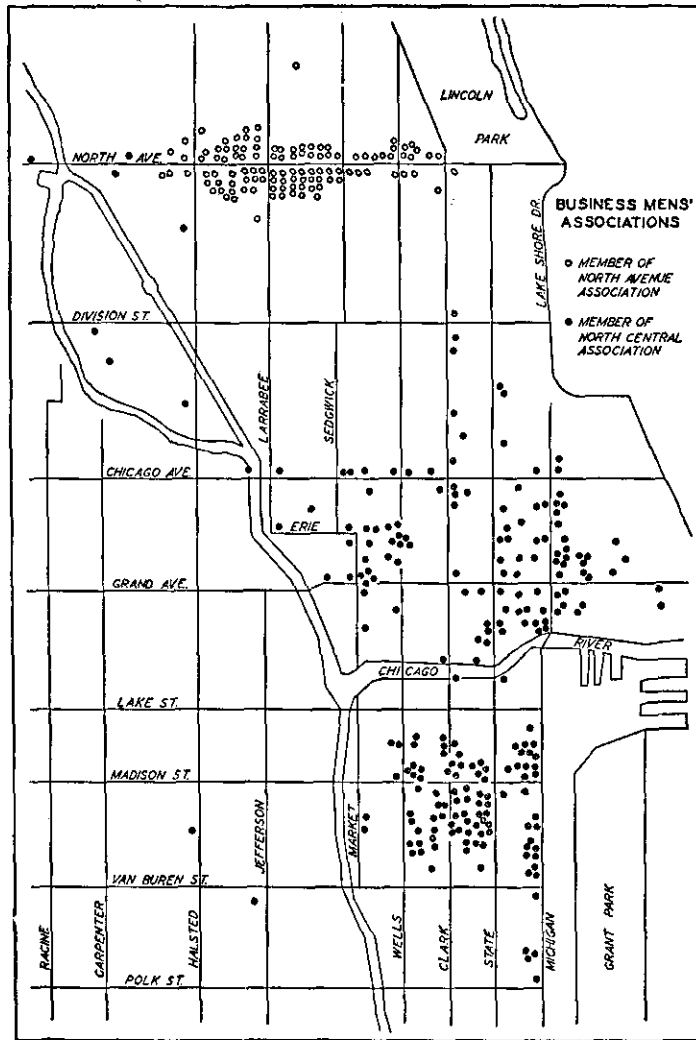 LINCOLN
PARK
NORTH AVE.
LAKE SHORE DR.
BUSINESS MENS'
ASSOCIATIONS
MEMBER OF
NORTH AVENUE
ASSOCIATION
MEMBER OF
NORTH CENTRAL
ASSOCIATION
DIVISION ST.
LARRABEE
SEDGWICK
CHICAGO AVE.
ERIE
GRAND AVE.
CHICAGO
RIVER
LAKE ST.
MADISON ST.
JEFFERSON
MARKET
VAN BUREN ST.
RACINE
CARPENTER
HALSTED
WELLS
CLARK
STATE
MICHIGAN
GRANT PARK
POLK ST.